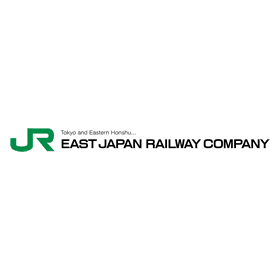 Tokyo and Eastern Honshu...
JR EAST JAPAN RAILWAY COMPANY